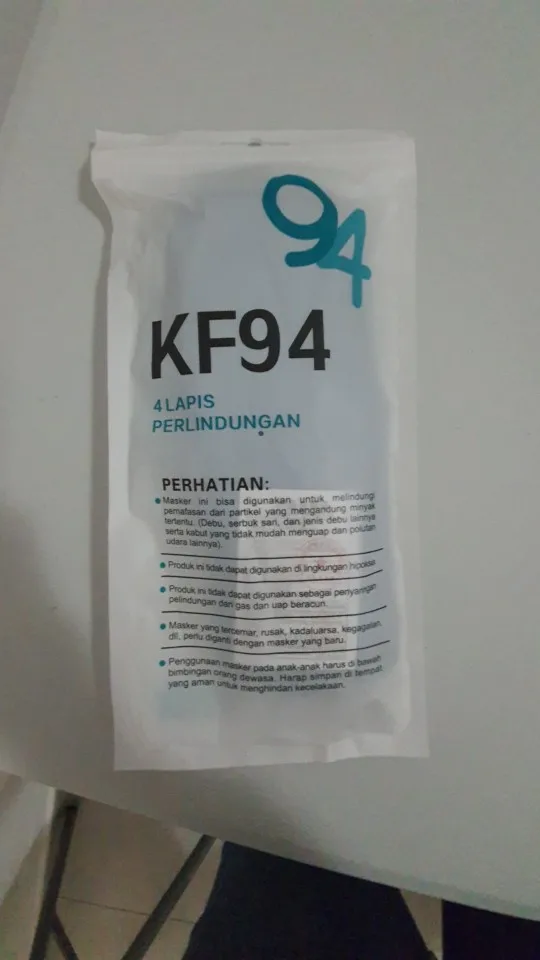 94
KF94
4 LAPIS
PERLINDUNGAN
PERHATIAN:
Masker ini bisa digunakan untuk melindungi
pernafasan dari partikel yang mengandung minyak
tertentu. (Debu, serbuk sari, dan jenis debu lainnya
serta kabut yang tidak mudah menguap dan polutan
udara lainnya).
Produk ini tidak dapat digunakan di lingkungan hipoksa.
Produk ini tidak dapat digunakan sebagai penyaringan
pelindungan dari gas dan uap beracun.
Masker yang tercemar, rusak, kadaluarsa, kegagalan,
dll, perlu diganti dengan masker yang baru.
Penggunaan masker pada anak-anak harus di bawah
bimbingan orang dewasa. Harap simpan di tempat
yang aman untuk menghindari kecelakaan.